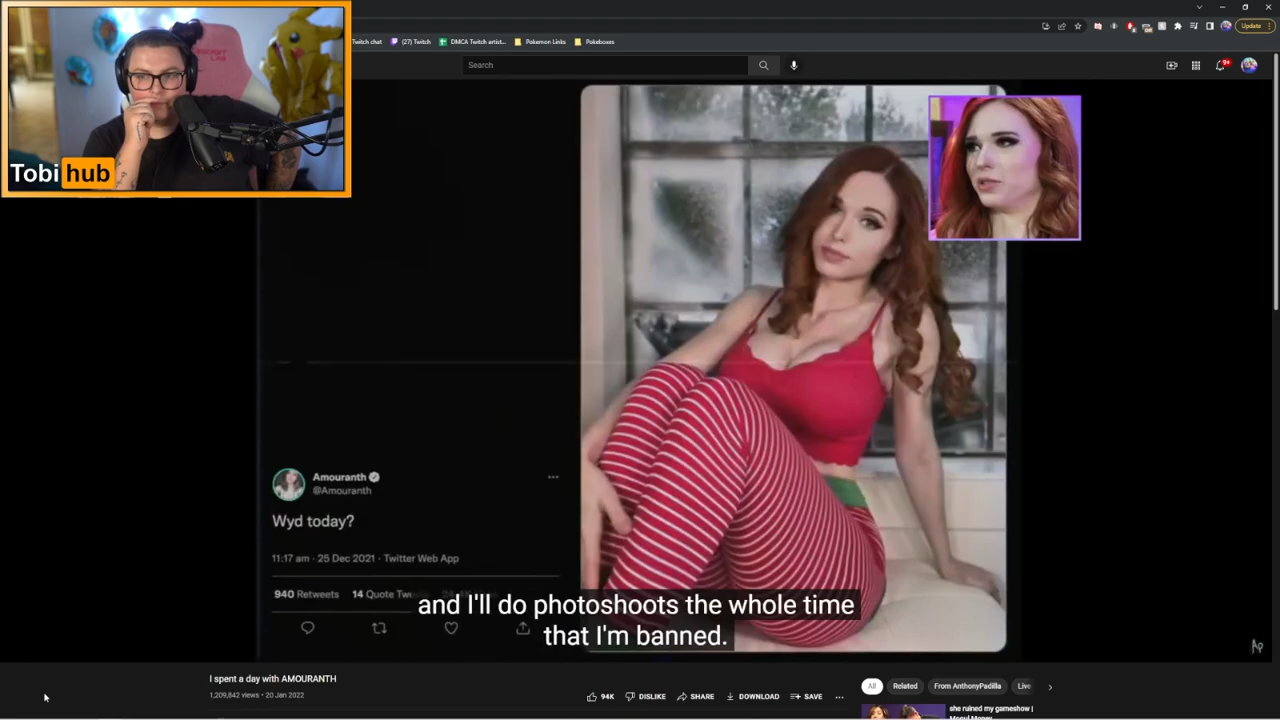 Twitch chat
(27) Twitch
DMCA Twitch artist...
Pokemon Links
Pokeboxes
Update
Search
9+
Tobi hub
Amouranth
@Amouranth
Wyd today?
11:17 am · 25 Dec 2021 · Twitter Web App
940 Retweets 14 Quote Twe
and I'll do photoshoots the whole time
that I'm banned.
I spent a day with AMOURANTH
1,209,842 views • 20 Jan 2022
94K
DISLIKE
SHARE
DOWNLOAD
SAVE
All
Related
From AnthonyPadilla
Live
she ruined my gameshow |